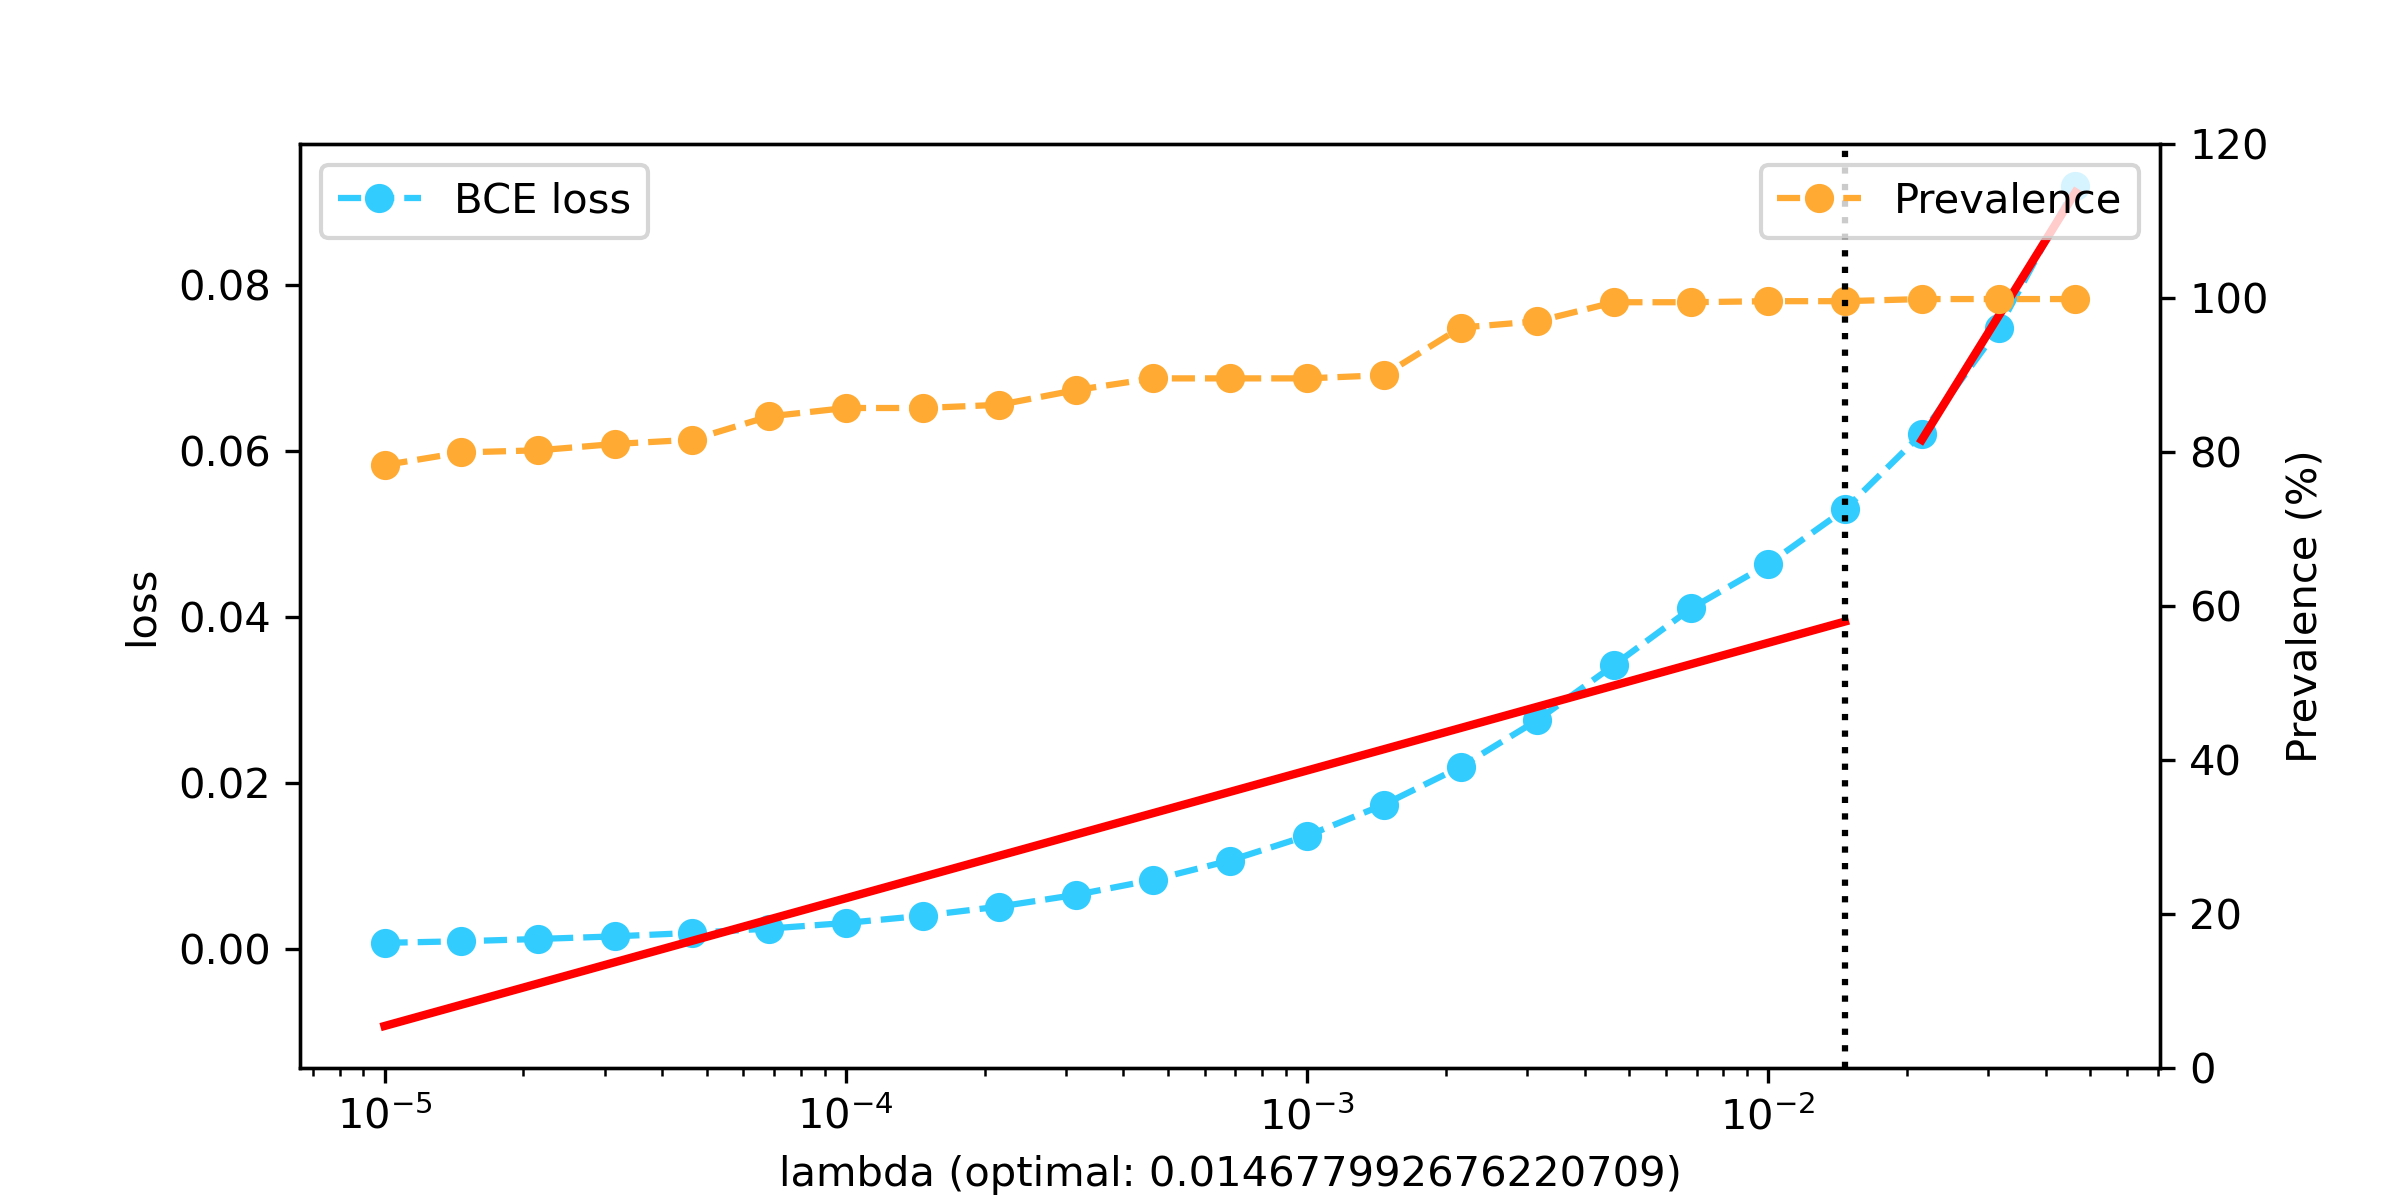 BCE loss
Prevalence
120
100
80
60
40
20
0
0.08
0.06
0.04
0.02
0.00
loss
Prevalence (%)
10⁻⁵ 10⁻⁴ 10⁻³ 10⁻²
lambda (optimal: 0.014677992676220709)